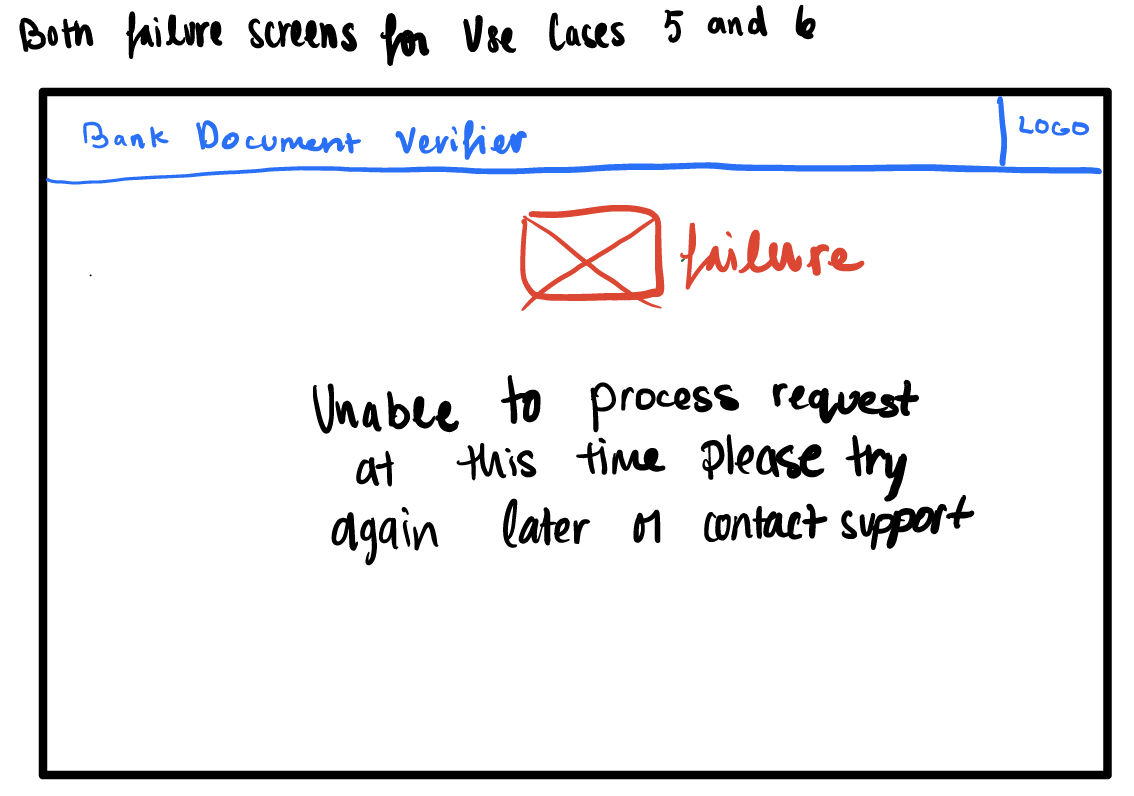 Both failure screens for Use Cases 5 and 6
Bank Document Verifier
LOGO
failure
Unable to process request
at this time please try
again later or contact support